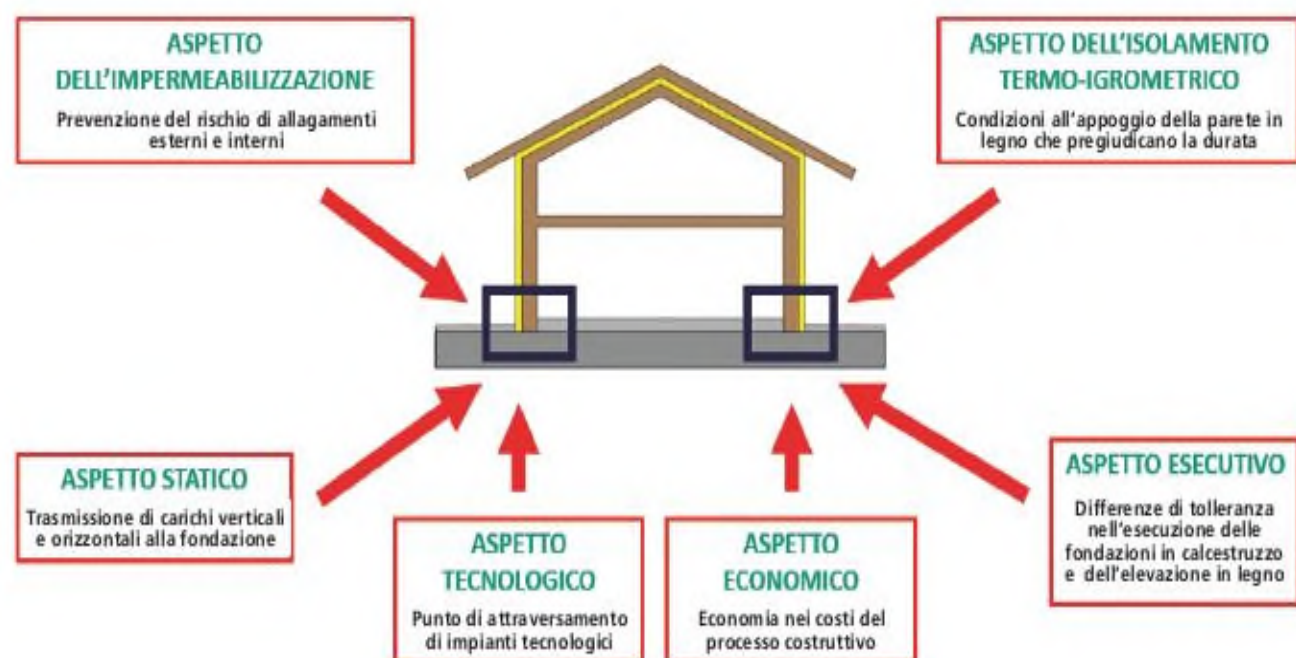 ASPETTO
DELL'IMPERMEABILIZZAZIONE
Prevenzione del rischio di allagamenti
esterni e interni
ASPETTO DELL'ISOLAMENTO
TERMO-IGROMETRICO
Condizioni all'appoggio della parete in
legno che pregiudicano la durata
ASPETTO STATICO
Trasmissione di carichi verticali
e orizzontali alla fondazione
ASPETTO
TECNOLOGICO
Punto di attraversamento
di impianti tecnologici
ASPETTO
ECONOMICO
Economia nei costi del
processo costruttivo
ASPETTO ESECUTIVO
Differenze di tolleranza
nell'esecuzione delle
fondazioni in calcestruzzo
e dell'elevazione in legno